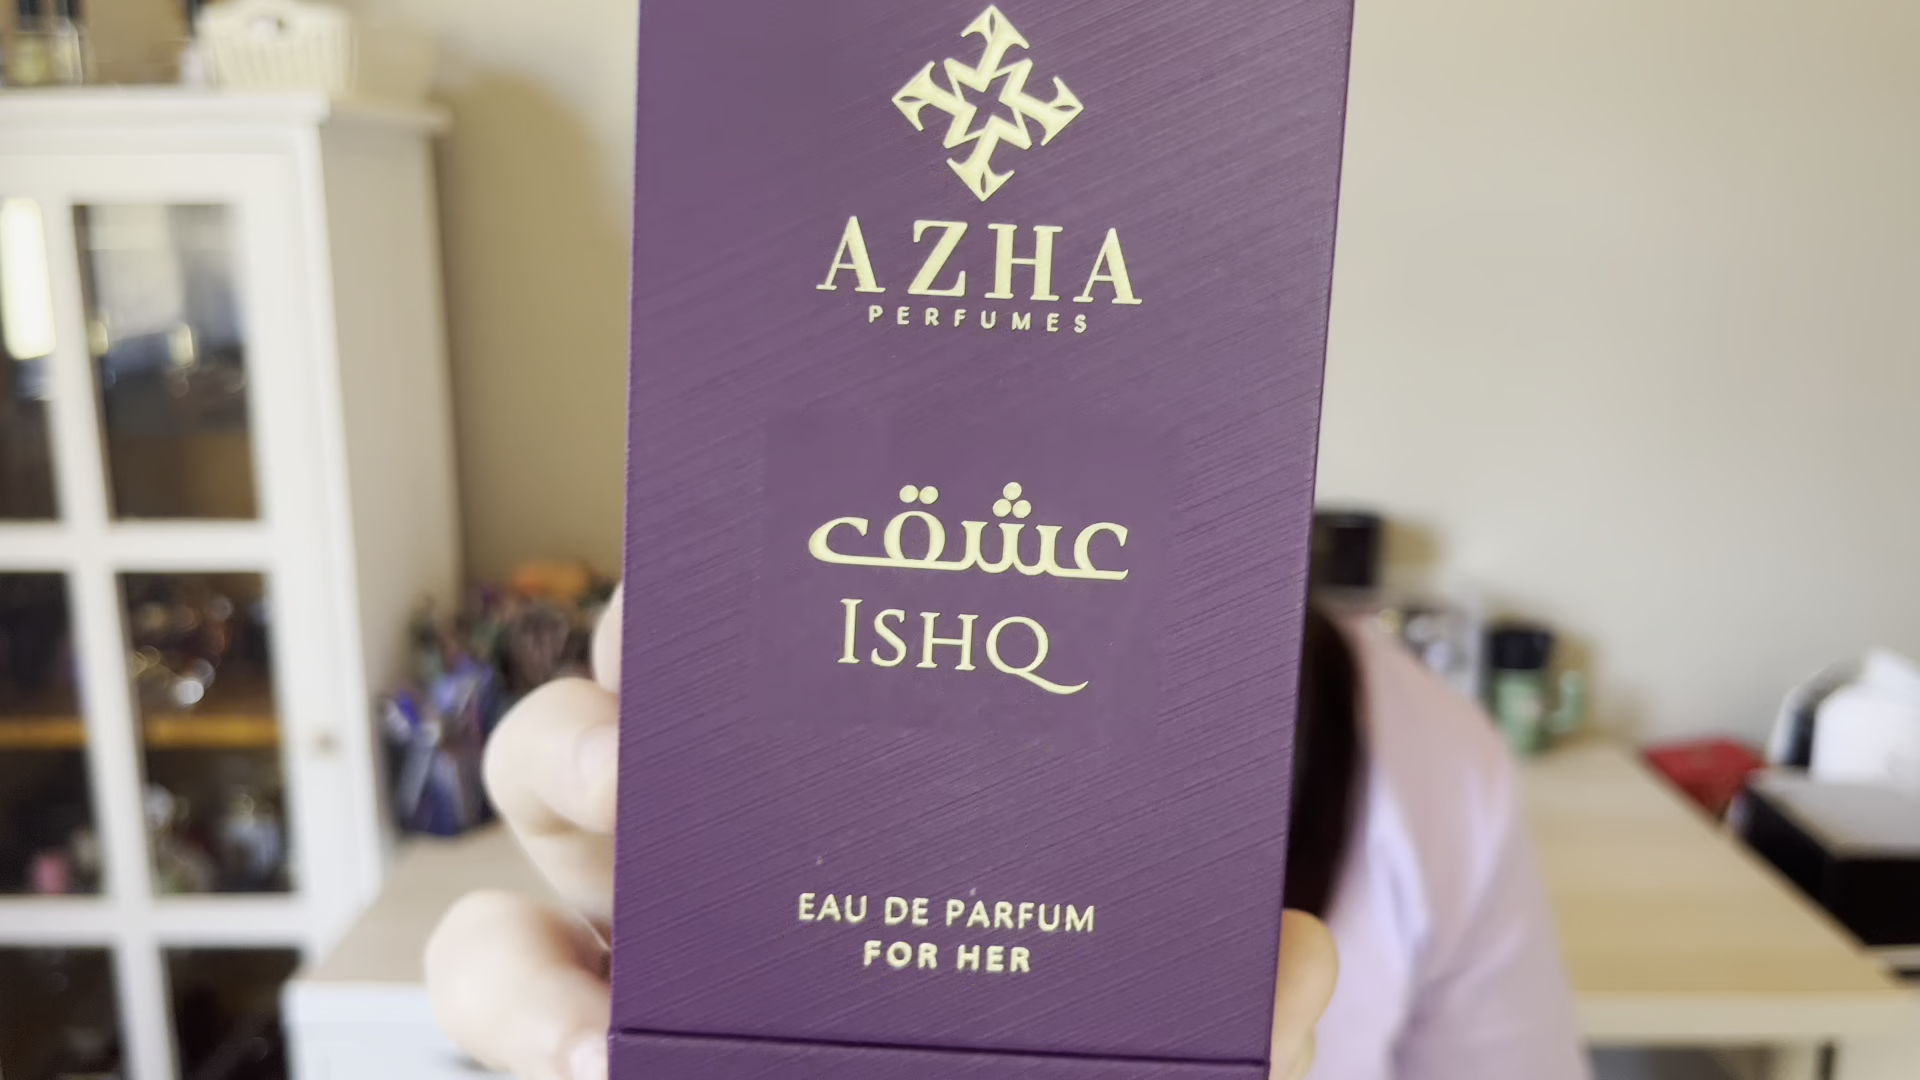 AZHA
PERFUMES
عشق
ISHQ
EAU DE PARFUM
FOR HER